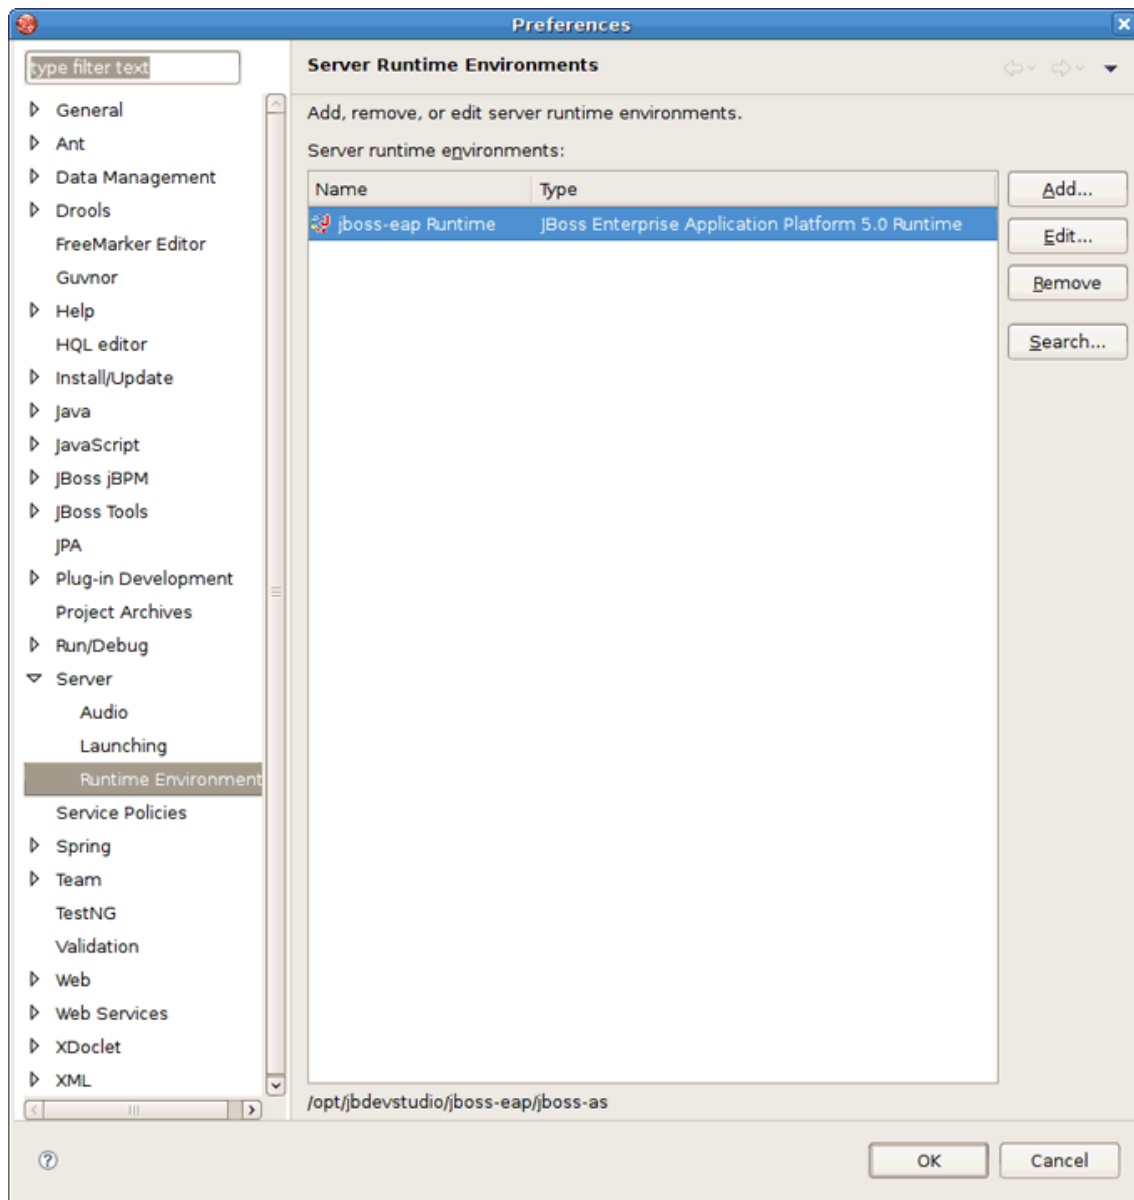 Preferences
type filter text
General
Ant
Data Management
Drools
FreeMarker Editor
Guvnor
Help
HQL editor
Install/Update
Java
JavaScript
JBoss jBPM
JBoss Tools
JPA
Plug-in Development
Project Archives
Run/Debug
Server
Audio
Launching
Runtime Environment
Service Policies
Spring
Team
TestNG
Validation
Web
Web Services
XDoclet
XML
Server Runtime Environments
Add, remove, or edit server runtime environments.
Server runtime environments:
Name Type
jboss-eap Runtime JBoss Enterprise Application Platform 5.0 Runtime
Add...
Edit...
Remove
Search...
/opt/jbdevstudio/jboss-eap/jboss-as
OK Cancel